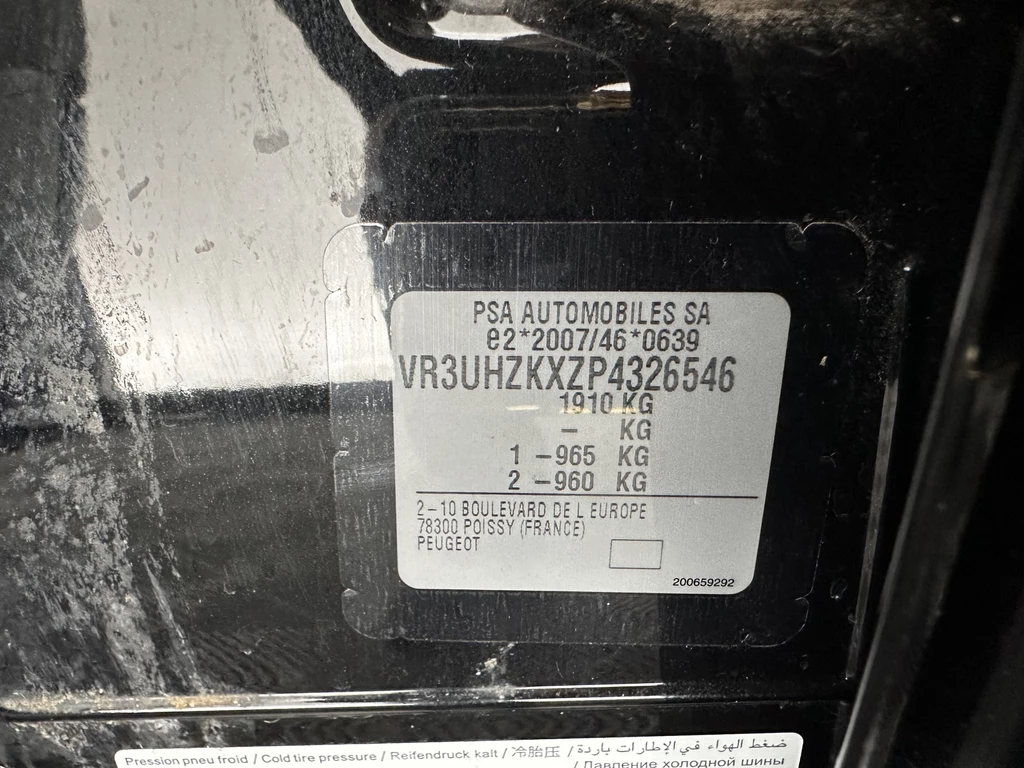 PSA AUTOMOBILES SA
e2*2007/46*0639
VR3UHZKXZP4326546
1910 KG
– KG
1 –965 KG
2 –960 KG
2–10 BOULEVARD DE L EUROPE
78300 POISSY (FRANCE)
PEUGEOT
200659292
Pression pneu froid / Cold tire pressure / Reifendruck kalt / 冷胎压 / ضغط الهواء في الإطارات باردة
/ Давление холодной шины